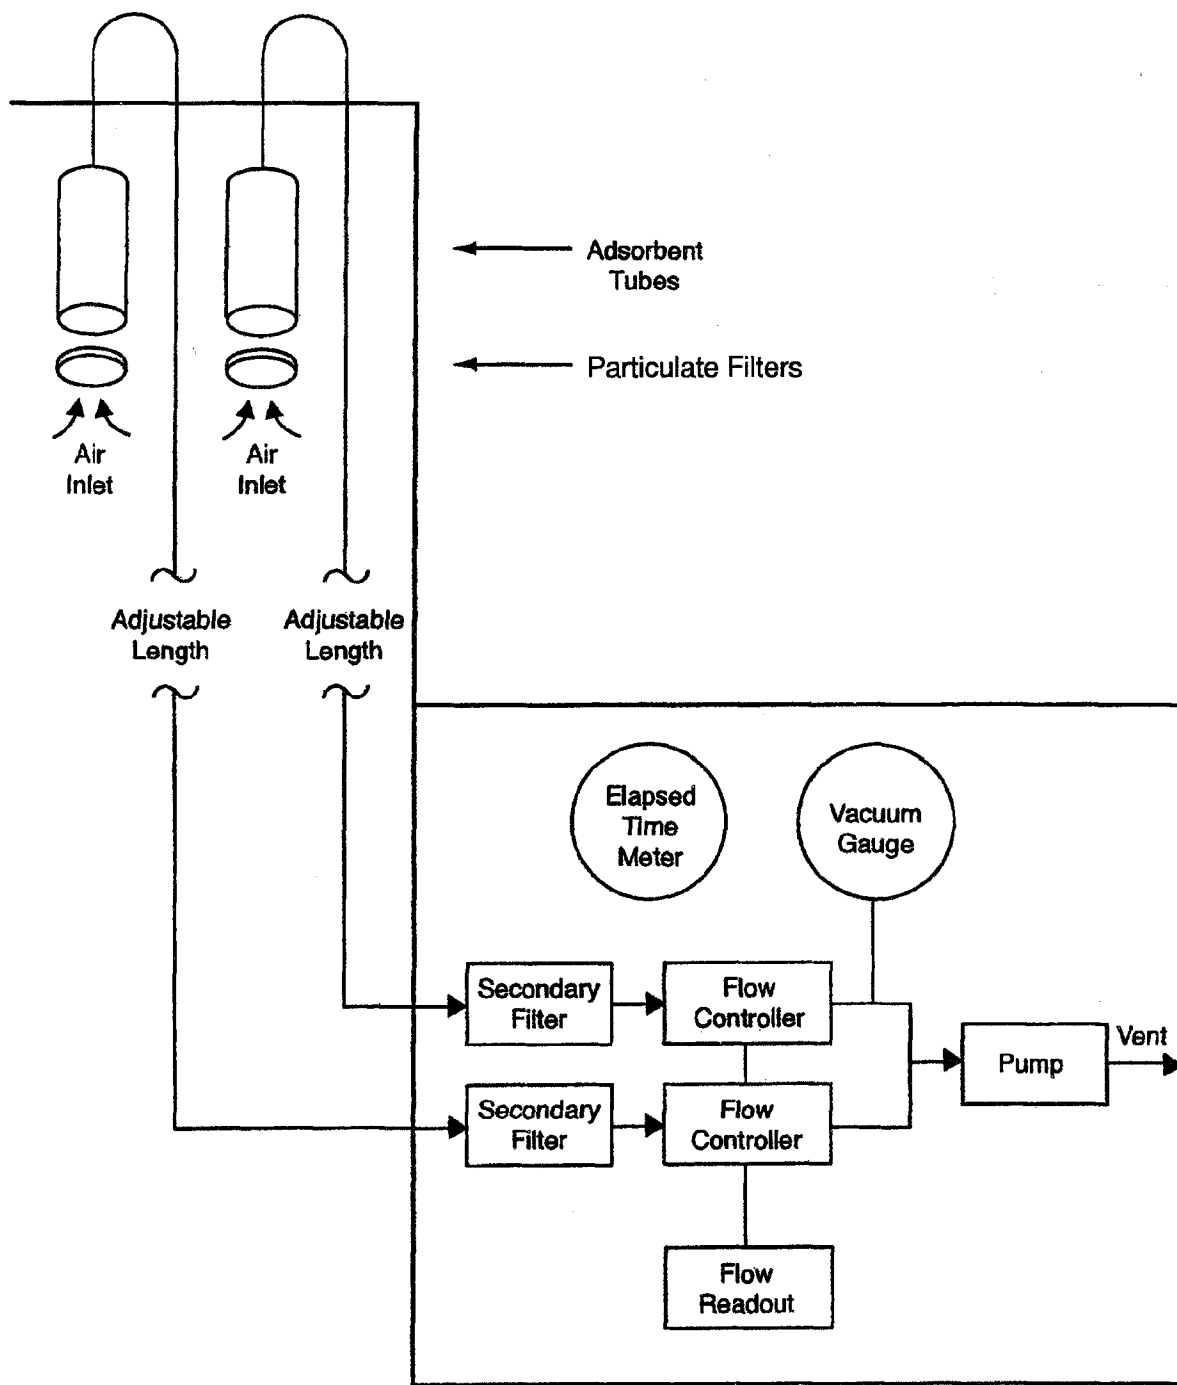 Adsorbent
Tubes
Particulate Filters
Air
Inlet
Air
Inlet
Adjustable
Length
Adjustable
Length
Elapsed
Time
Meter
Vacuum
Gauge
Secondary
Filter
Flow
Controller
Pump
Vent
Secondary
Filter
Flow
Controller
Flow
Readout